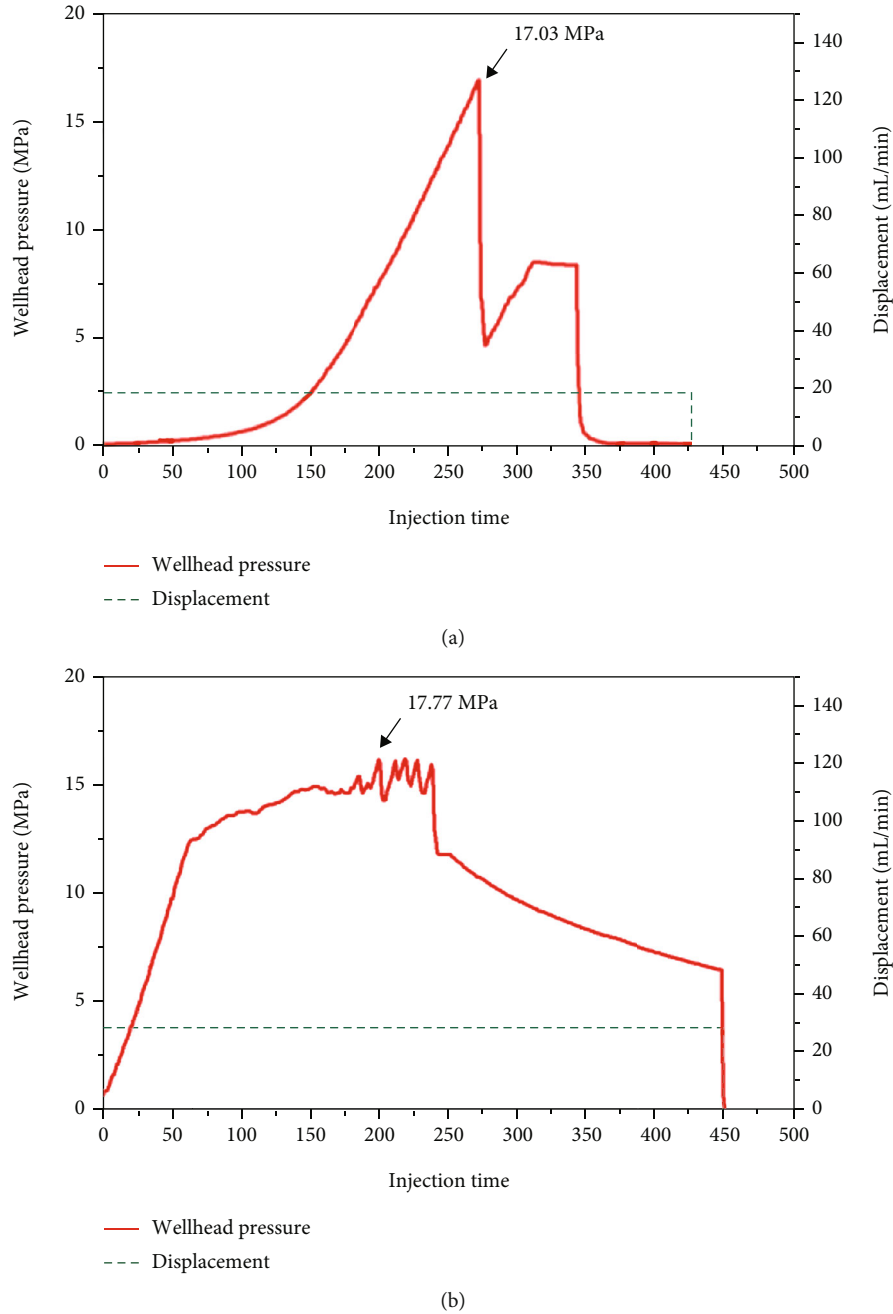 20
15
10
5
0
Wellhead pressure (MPa)
17.03 MPa
140
120
100
80
60
40
20
0
Displacement (mL/min)
0 50 100 150 200 250 300 350 400 450 500
Injection time
Wellhead pressure
Displacement
(a)
20
15
10
5
0
Wellhead pressure (MPa)
17.77 MPa
140
120
100
80
60
40
20
0
Displacement (mL/min)
0 50 100 150 200 250 300 350 400 450 500
Injection time
Wellhead pressure
Displacement
(b)